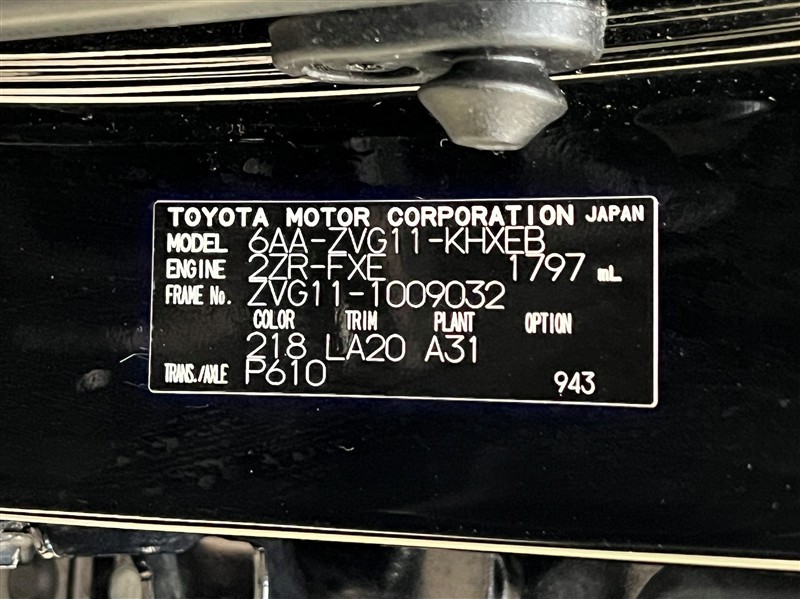 TOYOTA MOTOR CORPORATION JAPAN
MODEL 6AA-ZVG11-KHXEB
ENGINE 2ZR-FXE 1797 mL
FRAME No. ZVG11-1009032
COLOR TRIM PLANT OPTION
218 LA20 A31
TRANS./AXLE P610 943